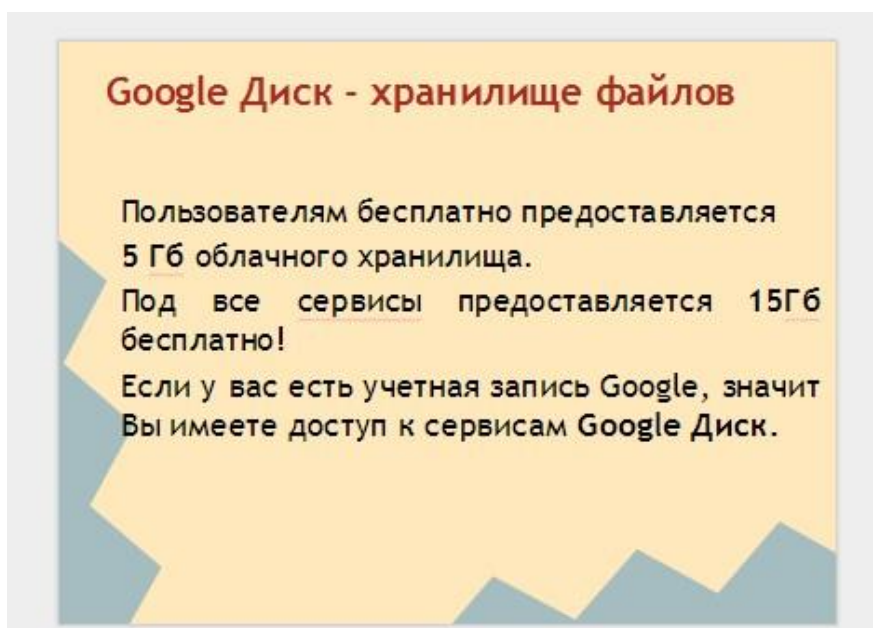 Google Диск - хранилище файлов
Пользователям бесплатно предоставляется
5 Гб облачного хранилища.
Под все сервисы предоставляется 15Гб
бесплатно!
Если у вас есть учетная запись Google, значит
Вы имеете доступ к сервисам Google Диск.